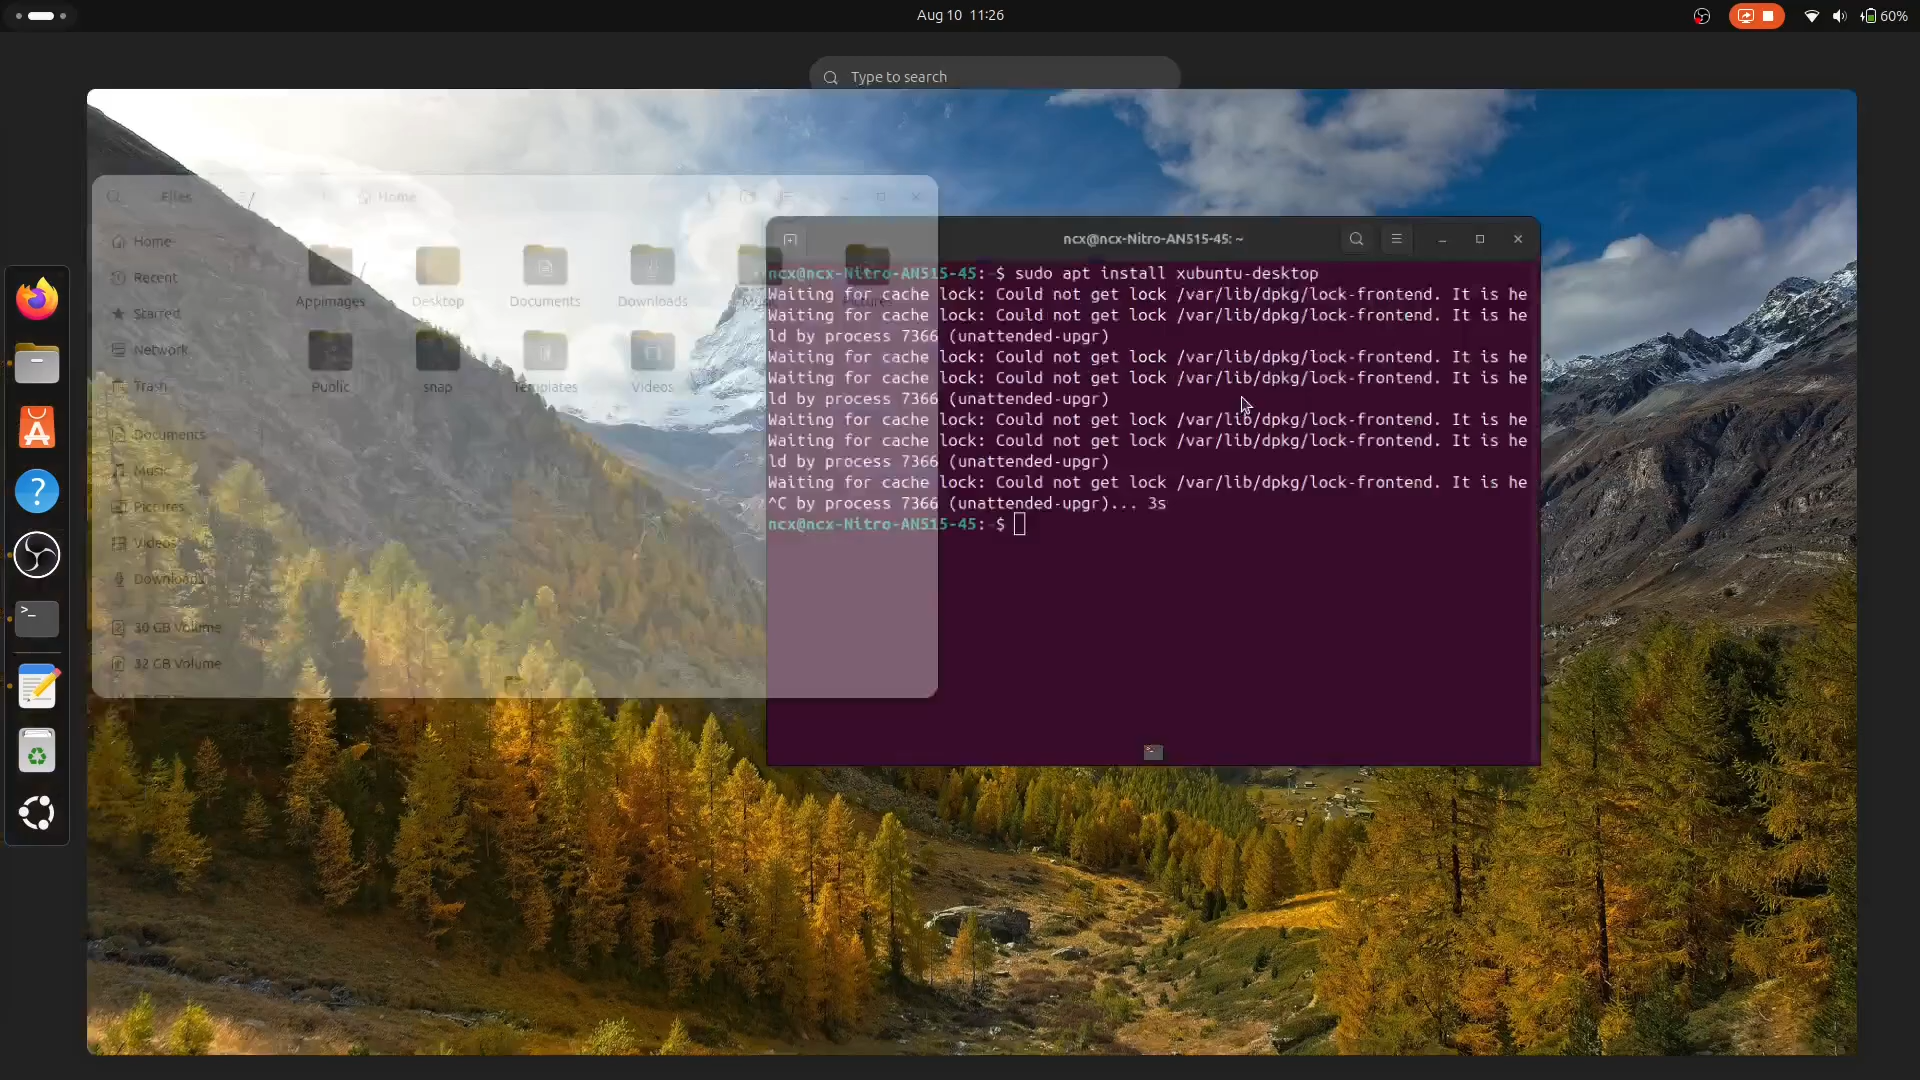 Aug 10 11:26
60%
Type to search
Files
Home
Home
Recent
Starred
Network
Trash
Documents
Music
Pictures
Videos
Downloads
30 GB Volume
32 GB Volume
Appimages
Desktop
Documents
Downloads
Music
Pictures
Public
snap
Templates
Videos
ncx@ncx-Nitro-AN515-45: ~
ncx@ncx-Nitro-AN515-45:~$ sudo apt install xubuntu-desktop
Waiting for cache lock: Could not get lock /var/lib/dpkg/lock-frontend. It is he
Waiting for cache lock: Could not get lock /var/lib/dpkg/lock-frontend. It is he
ld by process 7366 (unattended-upgr)
Waiting for cache lock: Could not get lock /var/lib/dpkg/lock-frontend. It is he
Waiting for cache lock: Could not get lock /var/lib/dpkg/lock-frontend. It is he
ld by process 7366 (unattended-upgr)
Waiting for cache lock: Could not get lock /var/lib/dpkg/lock-frontend. It is he
Waiting for cache lock: Could not get lock /var/lib/dpkg/lock-frontend. It is he
ld by process 7366 (unattended-upgr)
Waiting for cache lock: Could not get lock /var/lib/dpkg/lock-frontend. It is he
^C by process 7366 (unattended-upgr)... 3s
ncx@ncx-Nitro-AN515-45:~$